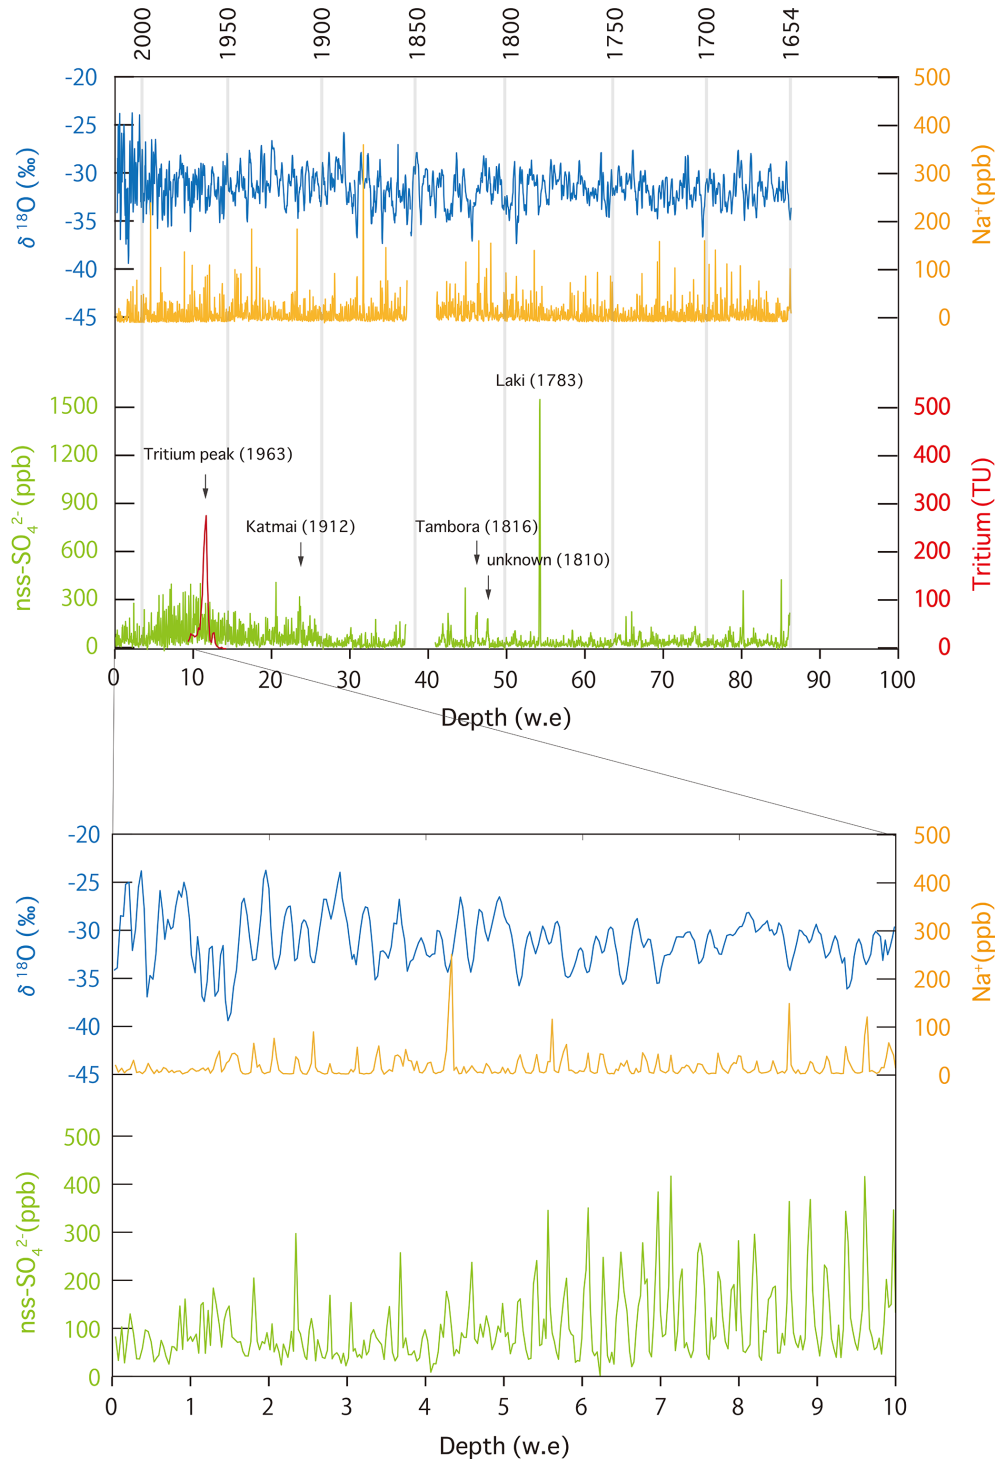 2000 1950 1900 1850 1800 1750 1700 1654
-20 500
-25 400
-30 300
-35 200
-40 100
-45 0
δ 18O (‰)
Na+(ppb)
Laki (1783)
1500 500
1200 400
900 300
600 200
300 100
0 0
nss-SO4 2- (ppb)
Tritium (TU)
Tritium peak (1963)
Katmai (1912)
Tambora (1816)
unknown (1810)
0 10 20 30 40 50 60 70 80 90 100
Depth (w.e)
-20 500
-25 400
-30 300
-35 200
-40 100
-45 0
δ 18O (‰)
Na+(ppb)
500
400
300
200
100
0
nss-SO4 2-(ppb)
0 1 2 3 4 5 6 7 8 9 10
Depth (w.e)